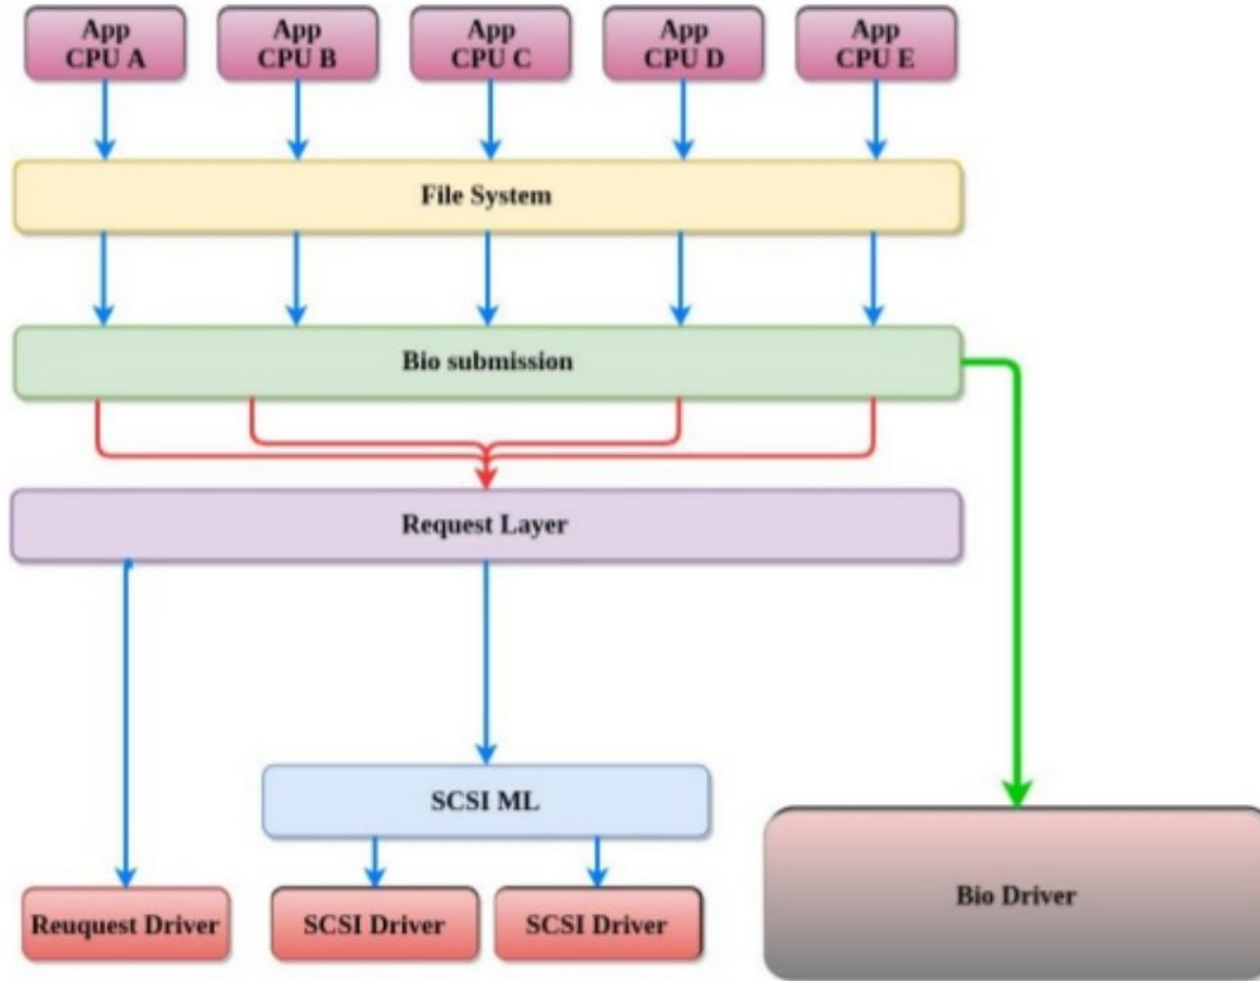 App
CPU A
App
CPU B
App
CPU C
App
CPU D
App
CPU E
File System
Bio submission
Request Layer
SCSI ML
Bio Driver
Reuquest Driver
SCSI Driver
SCSI Driver